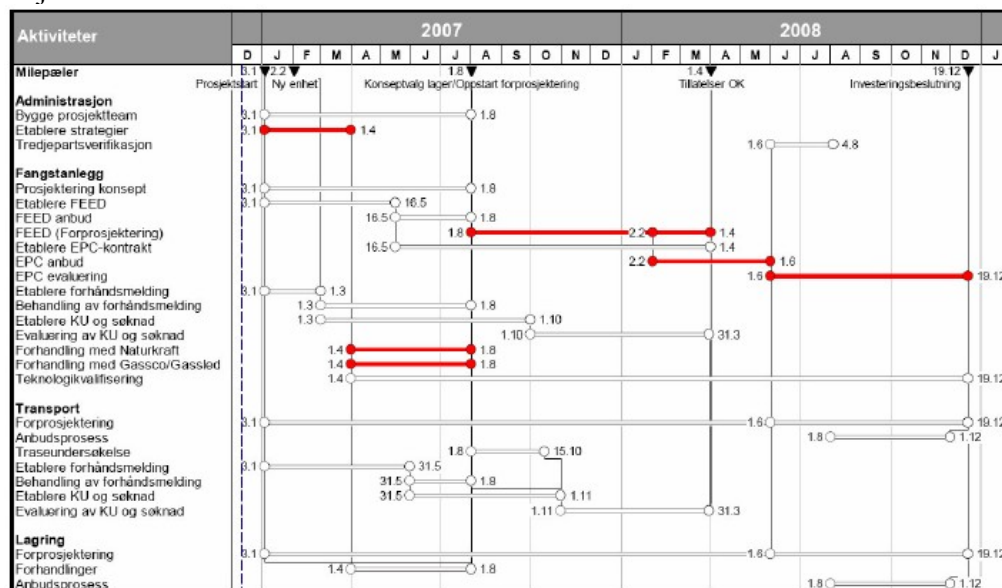 Aktiviteter 2007 2008
D J F M A M J J A S O N D J F M A M J J A S O N D J
Milepæler 3.1 2.2 1.8 1.4 19.12
Prosjektstart Ny enhet Konseptvalg lager/Oppstart forprosjektering Tillatelser OK Investeringsbeslutning
Administrasjon
Bygge prosjektteam 3.1 1.8
Etablere strategier 3.1 1.4
Tredjepartsverifikasjon 1.6 4.8
Fangstanlegg
Prosjektering konsept 3.1 1.8
Etablere FEED 3.1 16.5
FEED anbud 16.5 1.8
FEED (Forprosjektering) 1.8 2.2 1.4
Etablere EPC-kontrakt 16.5 1.4
EPC anbud 2.2 1.6
EPC evaluering 1.6 19.12
Etablere forhåndsmelding 3.1 1.3
Behandling av forhåndsmelding 1.3 1.8
Etablere KU og søknad 1.3 1.10
Evaluering av KU og søknad 1.10 31.3
Forhandling med Naturkraft 1.4 1.8
Forhandling med Gassco/Gassled 1.4 1.8
Teknologikvalifisering 1.4 19.12
Transport
Forprosjektering 3.1 1.6 19.12
Anbudsprosess 1.8 1.12
Traseundersøkelse 1.8 15.10
Etablere forhåndsmelding 3.1 31.5
Behandling av forhåndsmelding 31.5 1.8
Etablere KU og søknad 31.5 1.11
Evaluering av KU og søknad 1.11 31.3
Lagring
Forprosjektering 3.1 1.6 19.12
Forhandlinger 1.4 1.8
Anbudsprosess 1.8 1.12